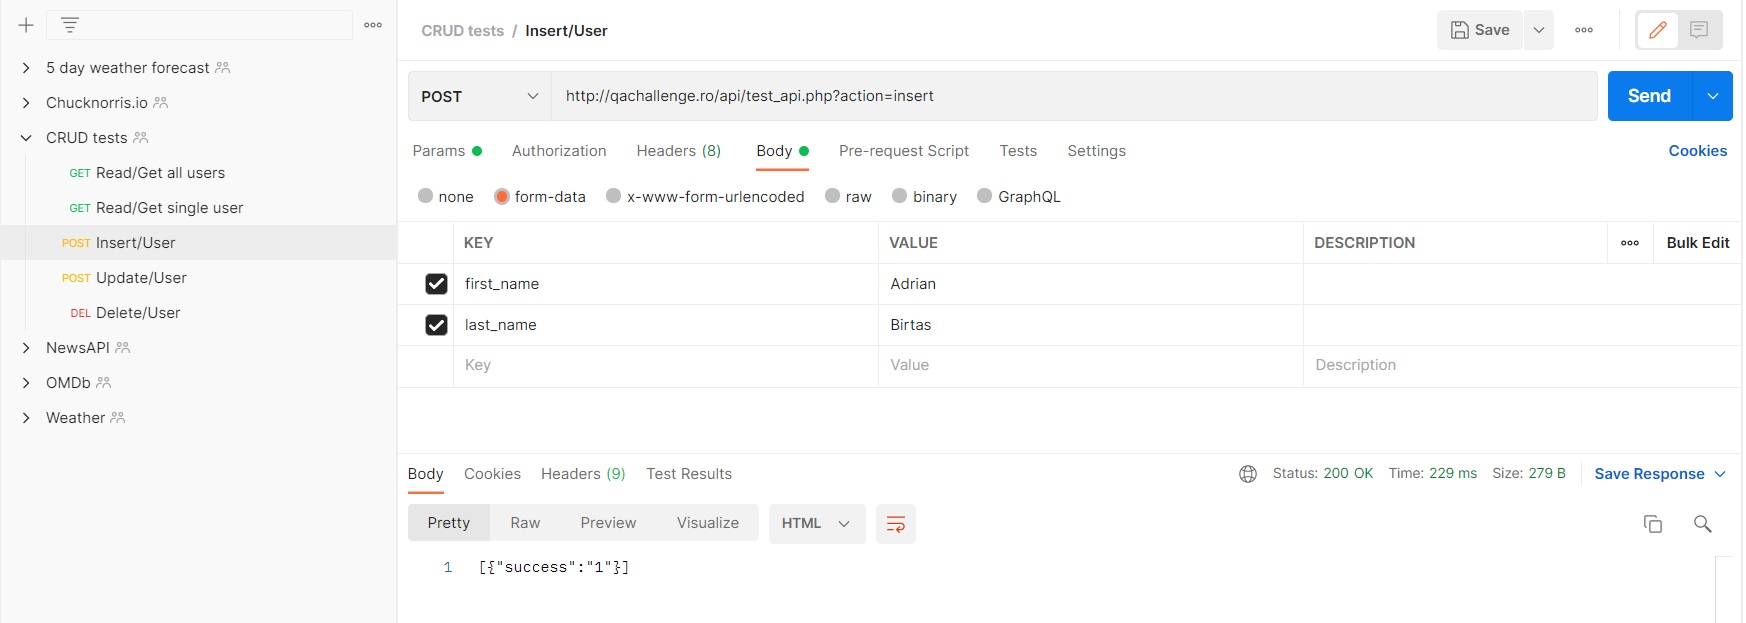 5 day weather forecast
Chucknorris.io
CRUD tests
GET Read/Get all users
GET Read/Get single user
POST Insert/User
POST Update/User
DEL Delete/User
NewsAPI
OMDb
Weather
CRUD tests / Insert/User
Save
POST http://qachallenge.ro/api/test_api.php?action=insert Send
Params Authorization Headers (8) Body Pre-request Script Tests Settings Cookies
none form-data x-www-form-urlencoded raw binary GraphQL
KEY VALUE DESCRIPTION Bulk Edit
first_name Adrian
last_name Birtas
Key Value Description
Body Cookies Headers (9) Test Results Status: 200 OK Time: 229 ms Size: 279 B Save Response
Pretty Raw Preview Visualize HTML
1 [{"success":"1"}]